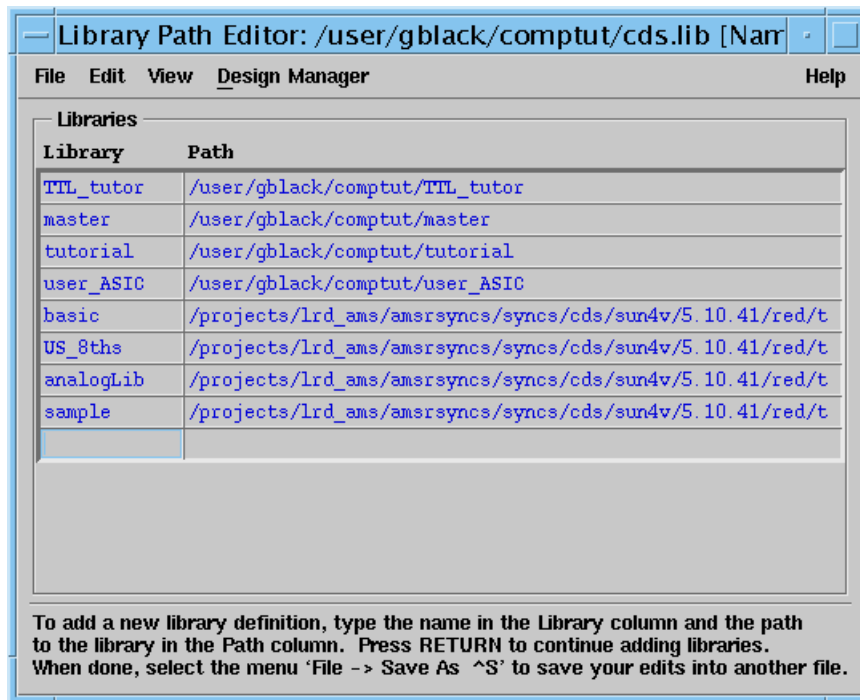 Library Path Editor: /user/gblack/comptut/cds.lib [Nam
File Edit View Design Manager Help
Libraries
Library Path
TTL_tutor /user/gblack/comptut/TTL_tutor
master /user/gblack/comptut/master
tutorial /user/gblack/comptut/tutorial
user_ASIC /user/gblack/comptut/user_ASIC
basic /projects/lrd_ams/amsrsyncs/syncs/cds/sun4v/5.10.41/red/t
US_8ths /projects/lrd_ams/amsrsyncs/syncs/cds/sun4v/5.10.41/red/t
analogLib /projects/lrd_ams/amsrsyncs/syncs/cds/sun4v/5.10.41/red/t
sample /projects/lrd_ams/amsrsyncs/syncs/cds/sun4v/5.10.41/red/t
To add a new library definition, type the name in the Library column and the path
to the library in the Path column. Press RETURN to continue adding libraries.
When done, select the menu 'File -> Save As ^S' to save your edits into another file.